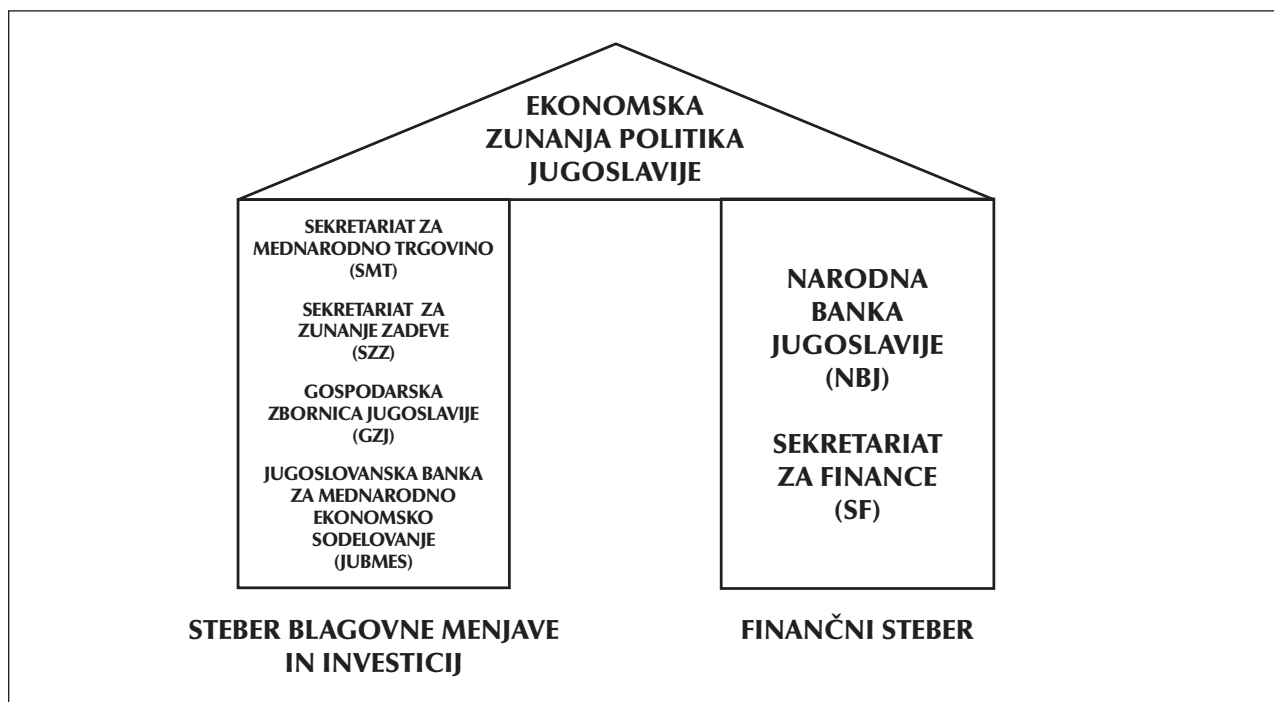 EKONOMSKA
ZUNANJA POLITIKA
JUGOSLAVIJE
SEKRETARIAT ZA
MEDNARODNO TRGOVINO
(SMT)
SEKRETARIAT ZA
ZUNANJE ZADEVE
(SZZ)
GOSPODARSKA
ZBORNICA JUGOSLAVIJE
(GZJ)
JUGOSLOVANSKA BANKA
ZA MEDNARODNO
EKONOMSKO
SODELOVANJE
(JUBMES)
STEBER BLAGOVNE MENJAVE
IN INVESTICIJ
NARODNA
BANKA
JUGOSLAVIJE
(NBJ)
SEKRETARIAT
ZA FINANCE
(SF)
FINANČNI STEBER